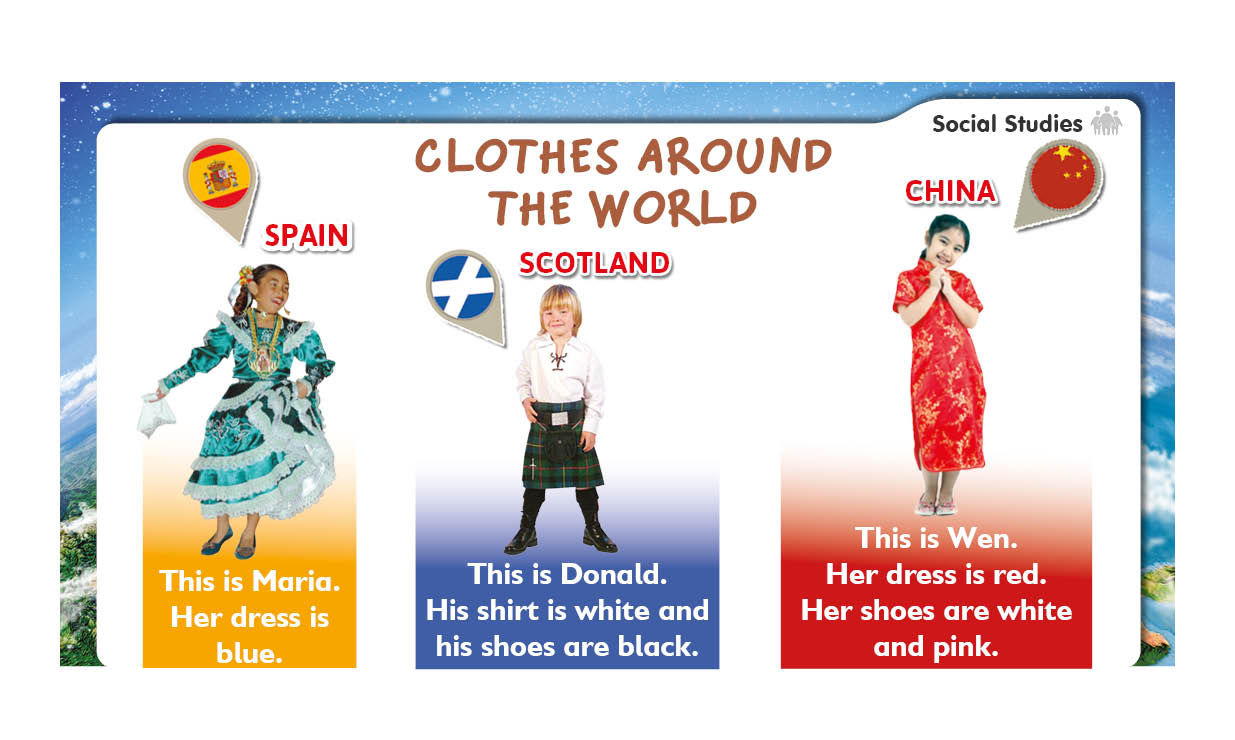 Social Studies
CLOTHES AROUND
THE WORLD
SPAIN
This is Maria.
Her dress is
blue.
SCOTLAND
This is Donald.
His shirt is white and
his shoes are black.
CHINA
This is Wen.
Her dress is red.
Her shoes are white
and pink.